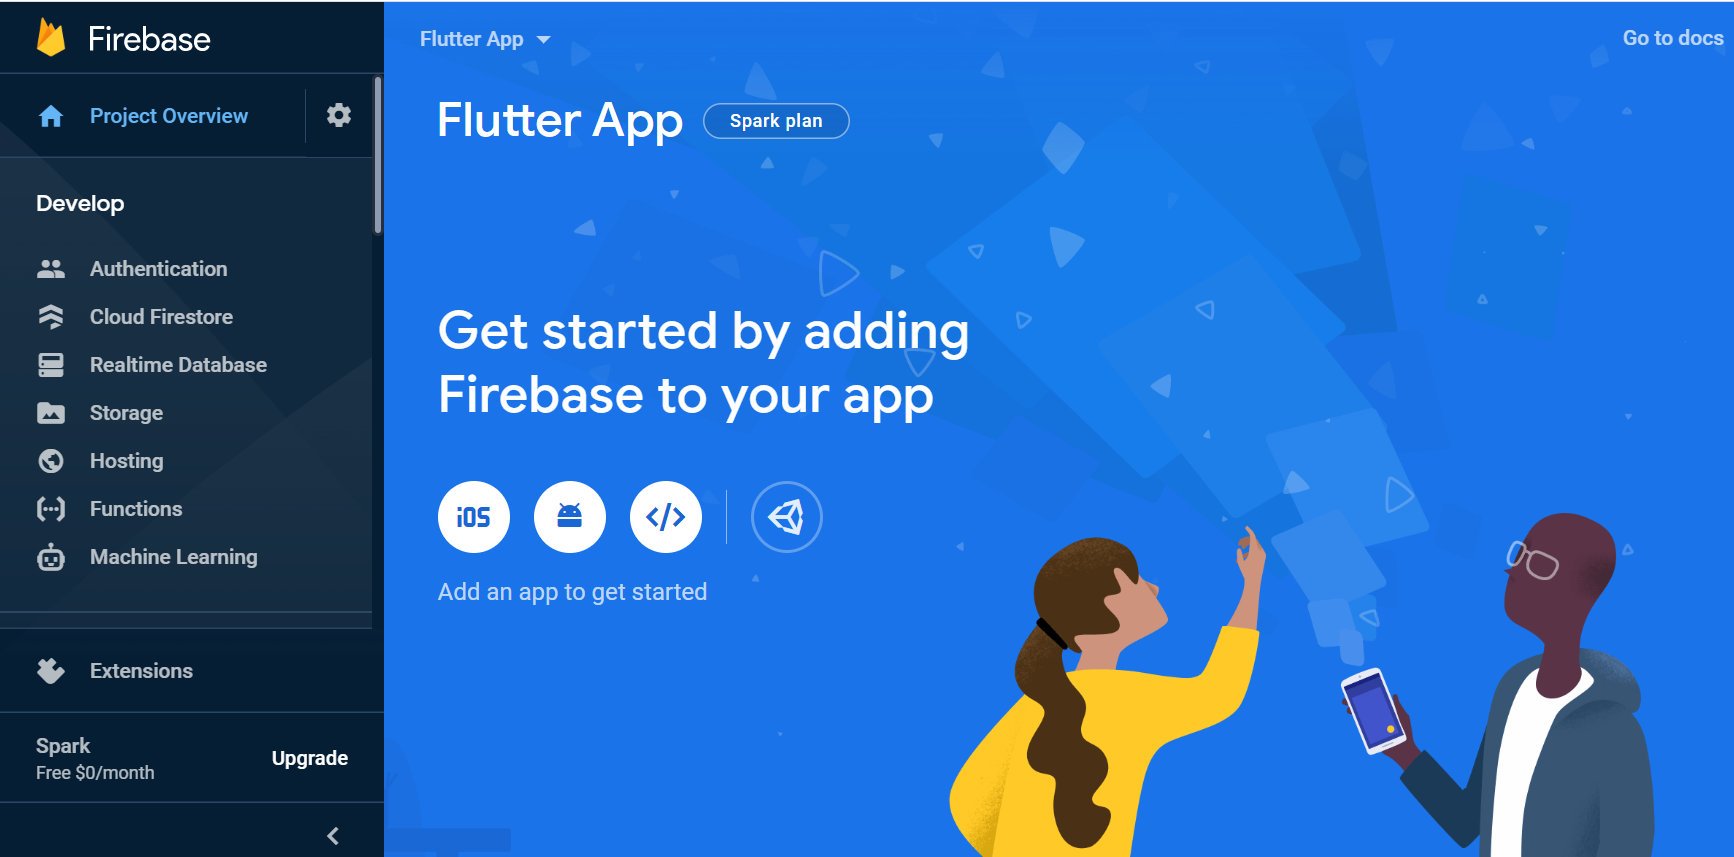 Firebase
Project Overview
Develop
Authentication
Cloud Firestore
Realtime Database
Storage
Hosting
Functions
Machine Learning
Extensions
Spark
Free $0/month
Upgrade
Flutter App
Go to docs
Flutter App
Spark plan
Get started by adding
Firebase to your app
iOS
</>
Add an app to get started